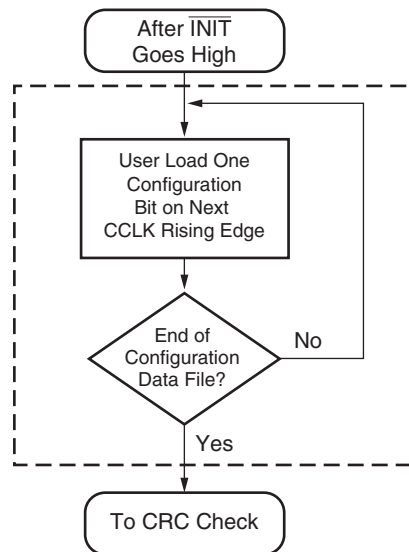 After INIT
Goes High
User Load One
Configuration
Bit on Next
CCLK Rising Edge
End of
Configuration
Data File?
No
Yes
To CRC Check